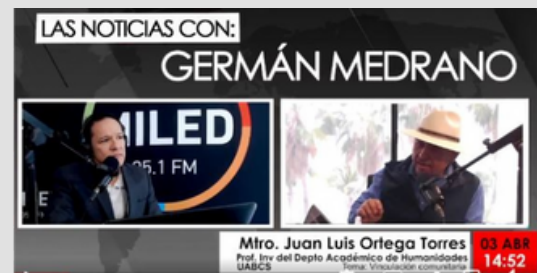 LAS NOTICIAS CON:
GERMÁN MEDRANO
MILED
95.1 FM
Mtro. Juan Luis Ortega Torres
Prof. Inv del Depto Académico de Humanidades
UABCS
Tema: Vinculación comunitaria
03 ABR
14:52